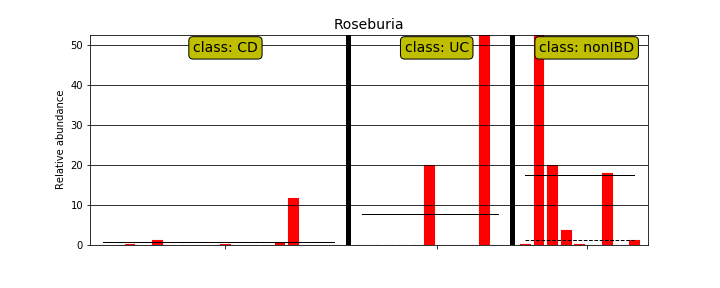 Roseburia
class: CD
class: UC
class: nonIBD
Relative abundance
50
40
30
20
10
0